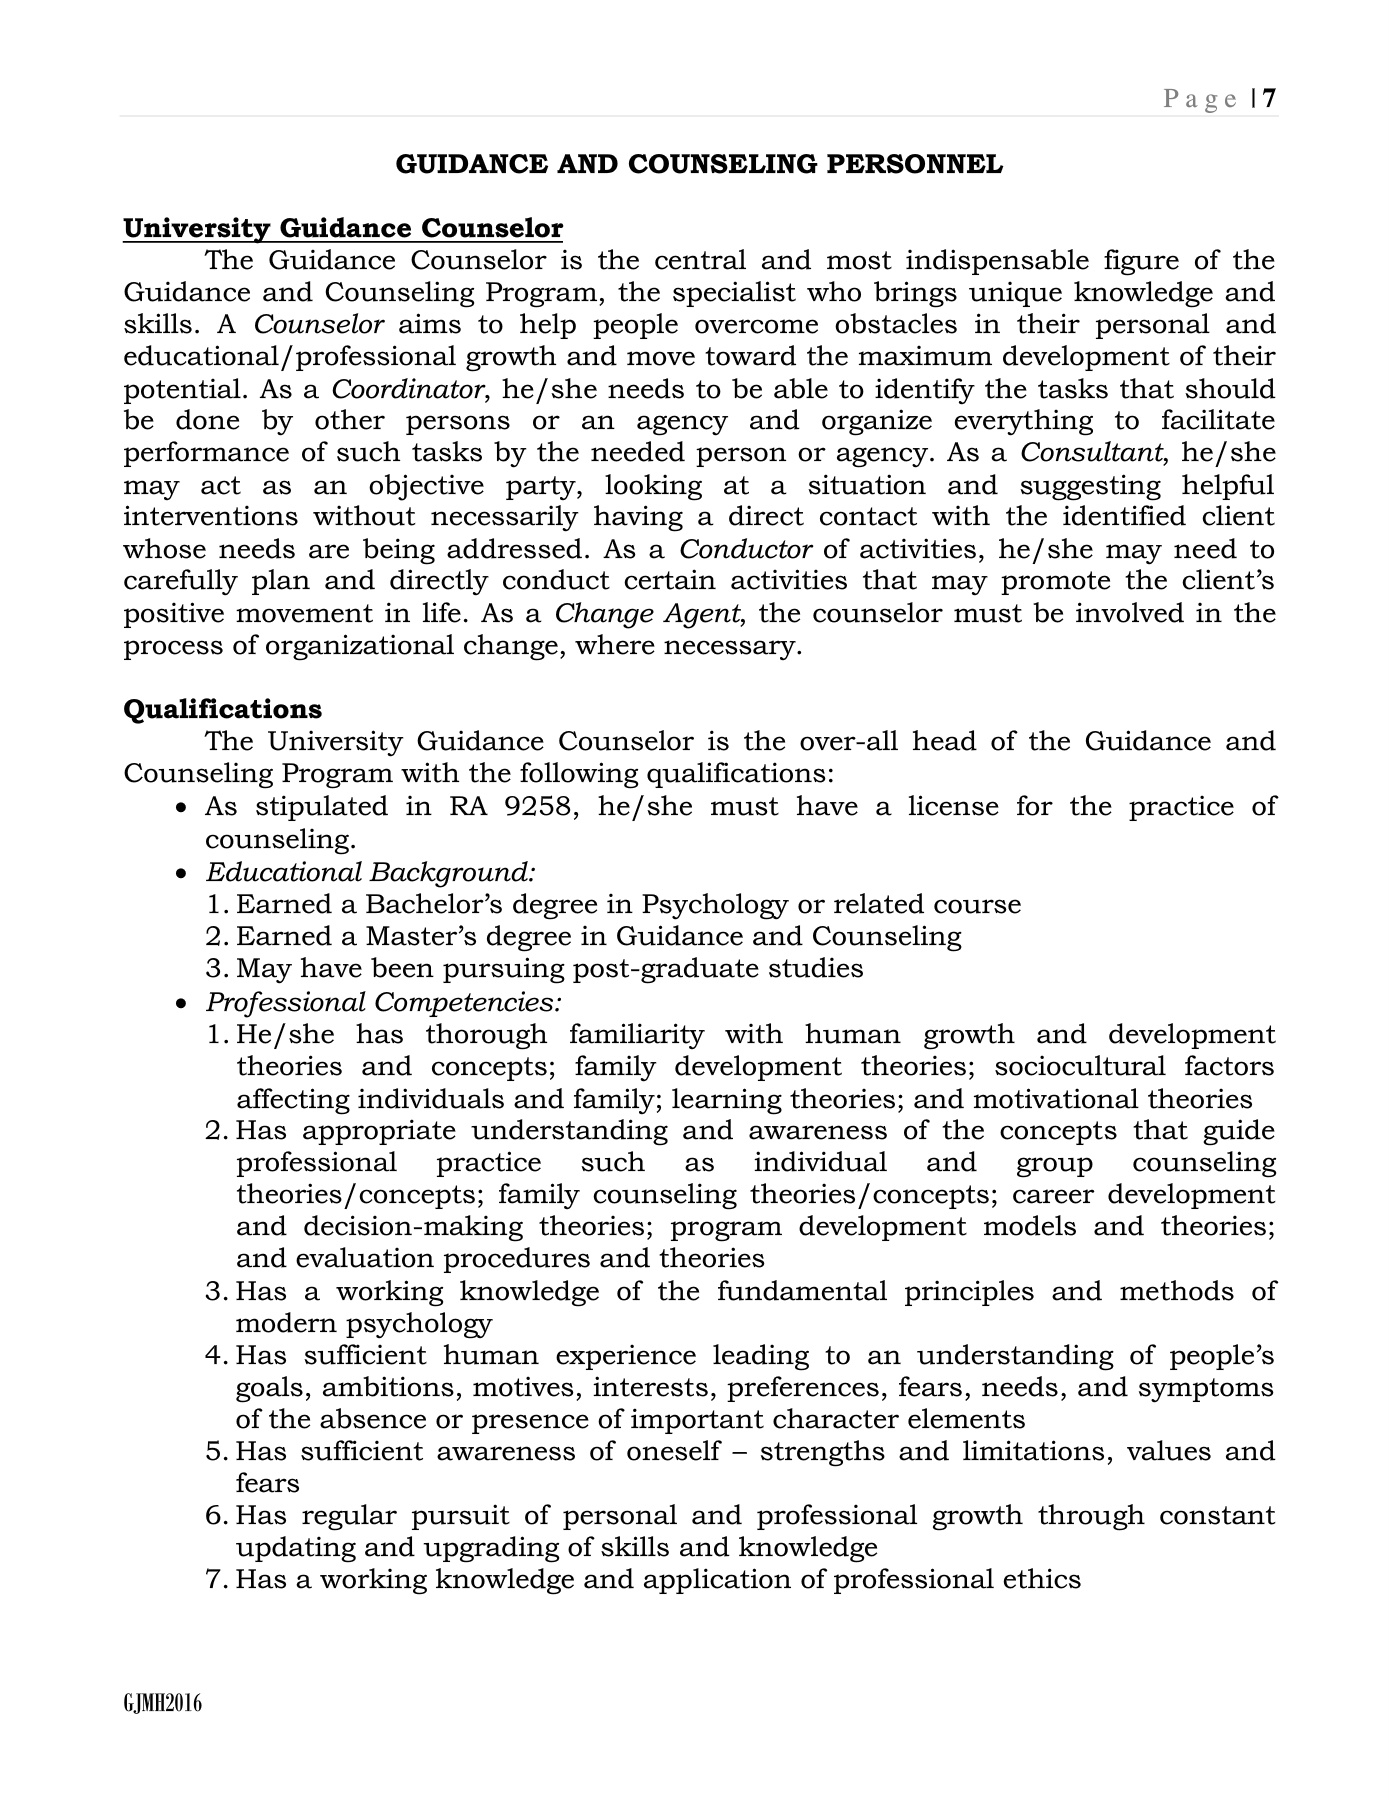 Page | 7
GUIDANCE AND COUNSELING PERSONNEL
University Guidance Counselor
The Guidance Counselor is the central and most indispensable figure of the
Guidance and Counseling Program, the specialist who brings unique knowledge and
skills. A Counselor aims to help people overcome obstacles in their personal and
educational/professional growth and move toward the maximum development of their
potential. As a Coordinator, he/she needs to be able to identify the tasks that should
be done by other persons or an agency and organize everything to facilitate
performance of such tasks by the needed person or agency. As a Consultant, he/she
may act as an objective party, looking at a situation and suggesting helpful
interventions without necessarily having a direct contact with the identified client
whose needs are being addressed. As a Conductor of activities, he/she may need to
carefully plan and directly conduct certain activities that may promote the client’s
positive movement in life. As a Change Agent, the counselor must be involved in the
process of organizational change, where necessary.
Qualifications
The University Guidance Counselor is the over-all head of the Guidance and
Counseling Program with the following qualifications:
• As stipulated in RA 9258, he/she must have a license for the practice of
counseling.
• Educational Background:
1. Earned a Bachelor’s degree in Psychology or related course
2. Earned a Master’s degree in Guidance and Counseling
3. May have been pursuing post-graduate studies
• Professional Competencies:
1. He/she has thorough familiarity with human growth and development
theories and concepts; family development theories; sociocultural factors
affecting individuals and family; learning theories; and motivational theories
2. Has appropriate understanding and awareness of the concepts that guide
professional practice such as individual and group counseling
theories/concepts; family counseling theories/concepts; career development
and decision-making theories; program development models and theories;
and evaluation procedures and theories
3. Has a working knowledge of the fundamental principles and methods of
modern psychology
4. Has sufficient human experience leading to an understanding of people’s
goals, ambitions, motives, interests, preferences, fears, needs, and symptoms
of the absence or presence of important character elements
5. Has sufficient awareness of oneself – strengths and limitations, values and
fears
6. Has regular pursuit of personal and professional growth through constant
updating and upgrading of skills and knowledge
7. Has a working knowledge and application of professional ethics
GJMH2016